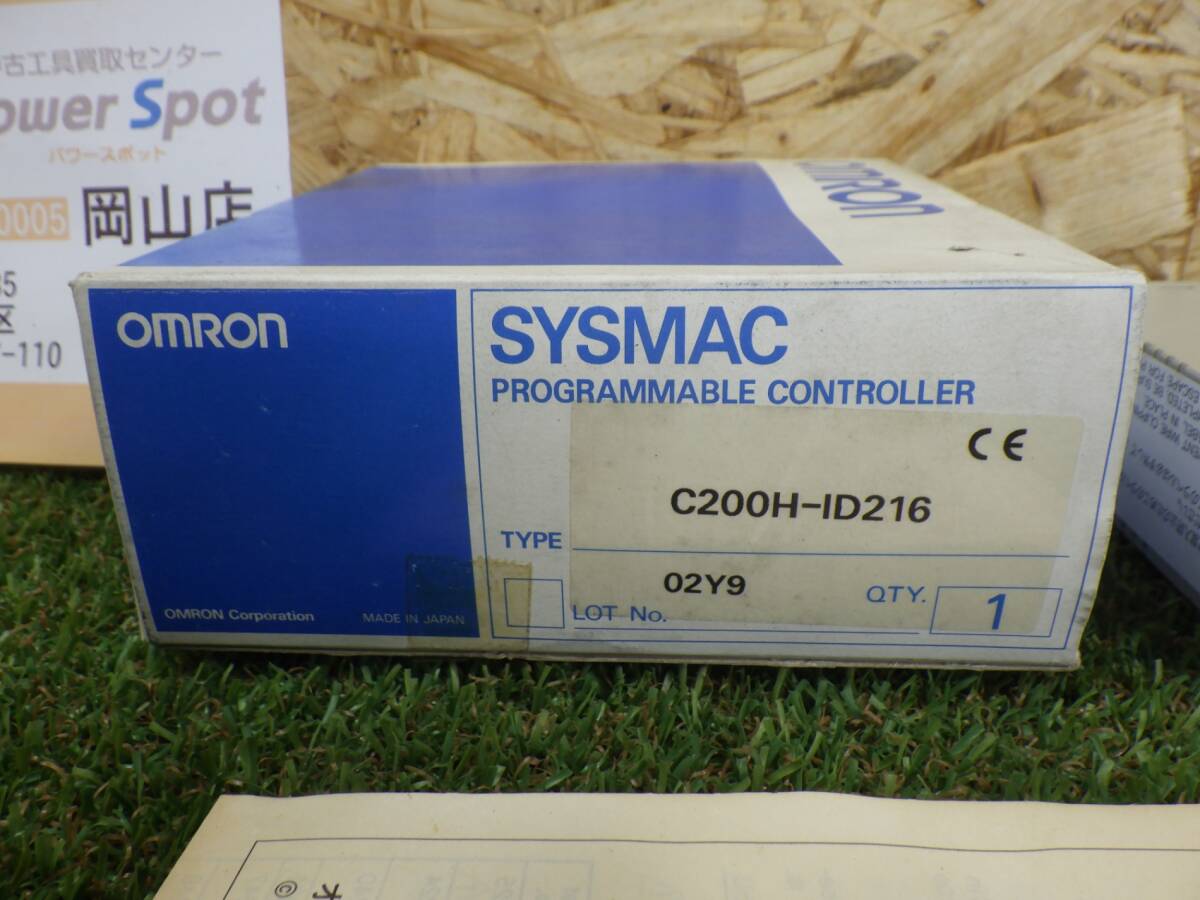 古工具買取センター
ower Spot
パワースポット
0005 岡山店
-110
OMRON
OMRON
SYSMAC
PROGRAMMABLE CONTROLLER
CE
C200H-ID216
TYPE
02Y9
LOT No.
QTY. 1
OMRON Corporation
MADE IN JAPAN
©